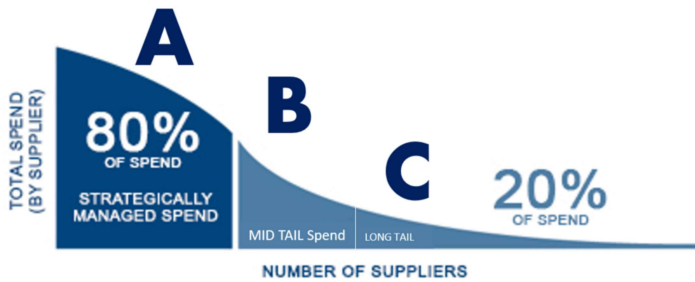 A
B
C
80%
OF SPEND
STRATEGICALLY
MANAGED SPEND
20%
OF SPEND
MID TAIL Spend
LONG TAIL
TOTAL SPEND
(BY SUPPLIER)
NUMBER OF SUPPLIERS